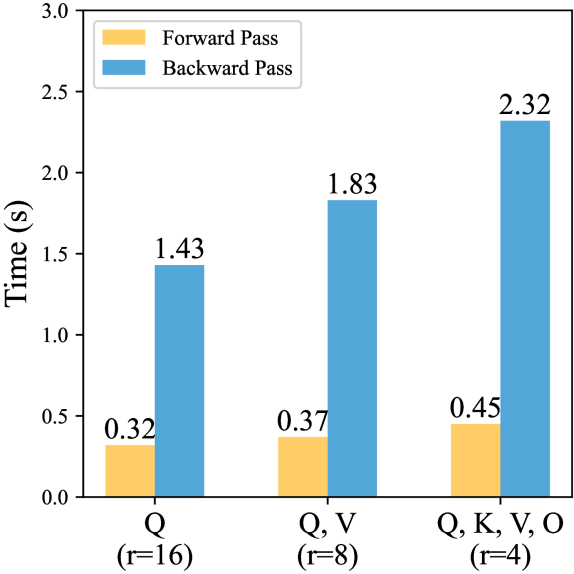 3.0
2.5
2.0
1.5
1.0
0.5
0.0
Time (s)
Forward Pass
Backward Pass
0.32
1.43
0.37
1.83
0.45
2.32
Q
(r=16)
Q, V
(r=8)
Q, K, V, O
(r=4)